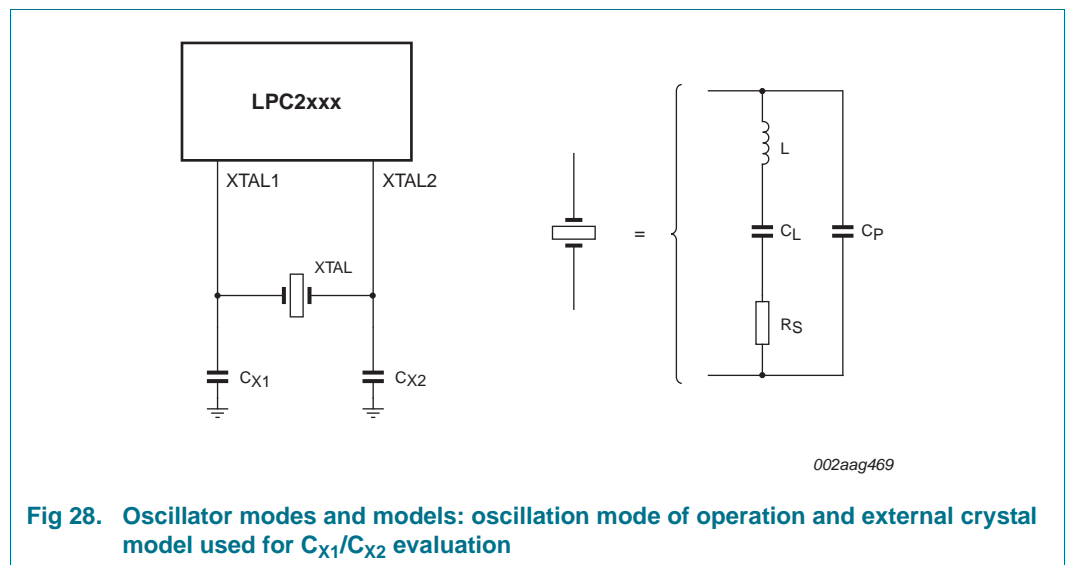 LPC2xxx
XTAL1 XTAL2
XTAL
CX1 CX2
=
L
CL CP
RS
002aag469
Fig 28. Oscillator modes and models: oscillation mode of operation and external crystal
model used for CX1/CX2 evaluation